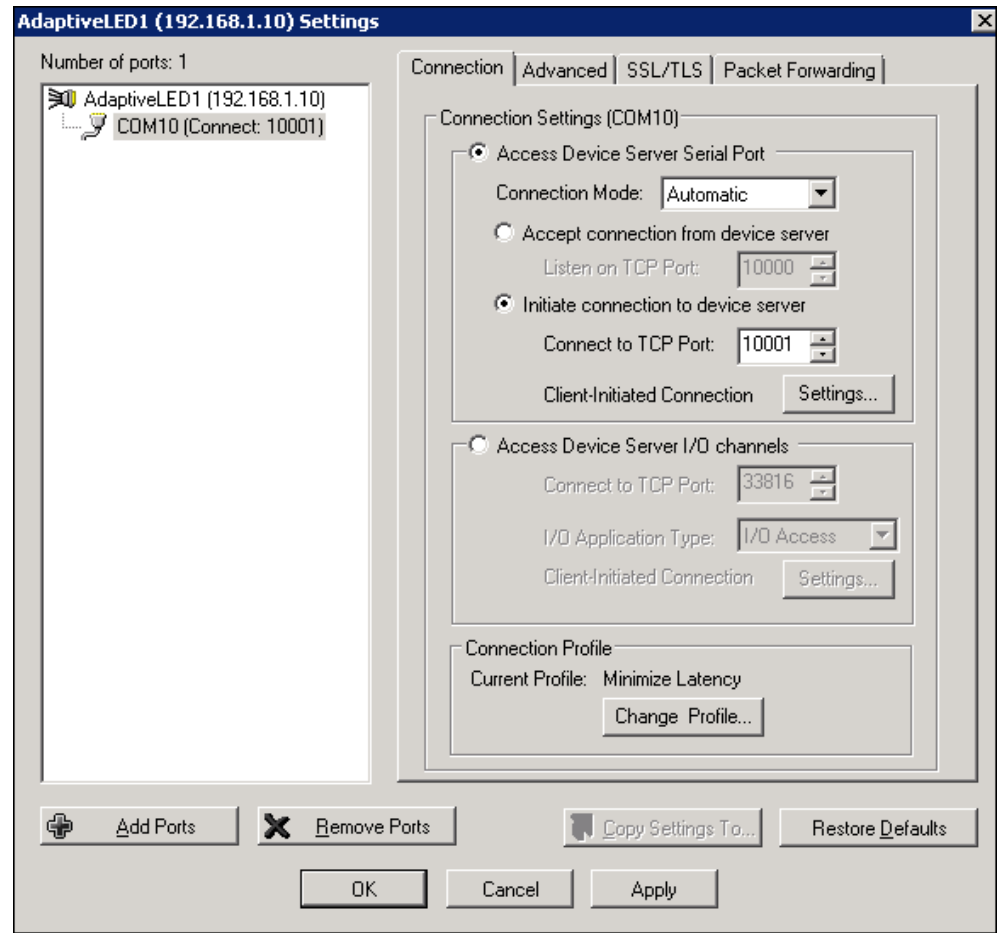 AdaptiveLED1 (192.168.1.10) Settings
Number of ports: 1
AdaptiveLED1 (192.168.1.10)
COM10 (Connect: 10001)
Connection
Advanced
SSL/TLS
Packet Forwarding
Connection Settings (COM10)
Access Device Server Serial Port
Connection Mode: Automatic
Accept connection from device server
Listen on TCP Port: 10000
Initiate connection to device server
Connect to TCP Port: 10001
Client-Initiated Connection Settings...
Access Device Server I/O channels
Connect to TCP Port: 33816
I/O Application Type: I/O Access
Client-Initiated Connection Settings...
Connection Profile
Current Profile: Minimize Latency
Change Profile...
Add Ports
Remove Ports
Copy Settings To...
Restore Defaults
OK
Cancel
Apply